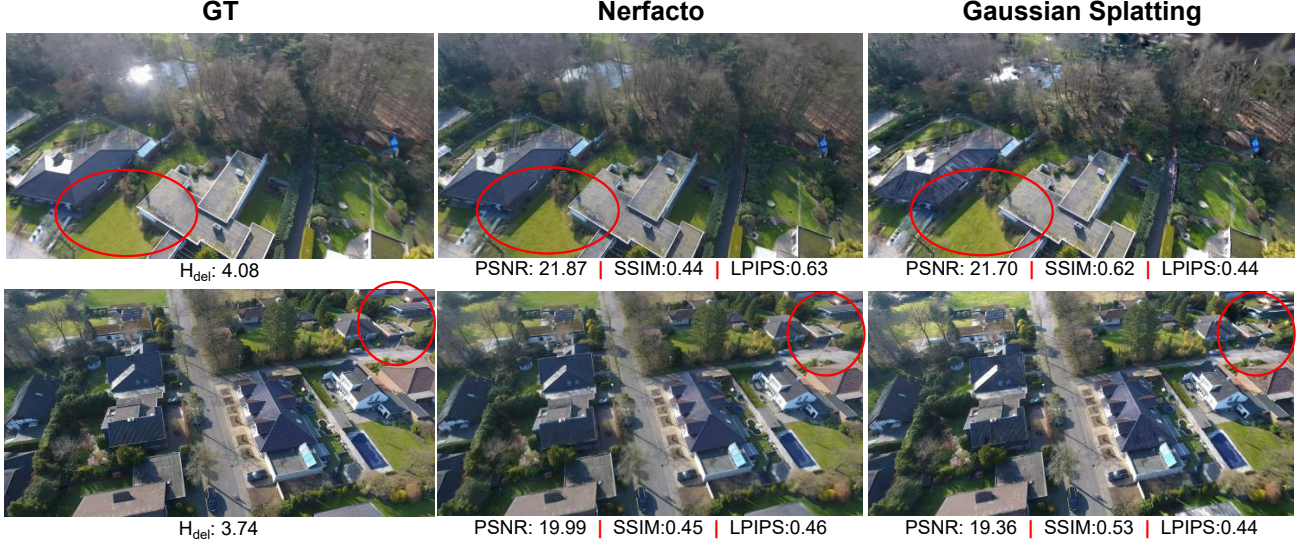 GT Nerfacto Gaussian Splatting
H_del: 4.08 PSNR: 21.87 | SSIM:0.44 | LPIPS:0.63 PSNR: 21.70 | SSIM:0.62 | LPIPS:0.44
H_del: 3.74 PSNR: 19.99 | SSIM:0.45 | LPIPS:0.46 PSNR: 19.36 | SSIM:0.53 | LPIPS:0.44